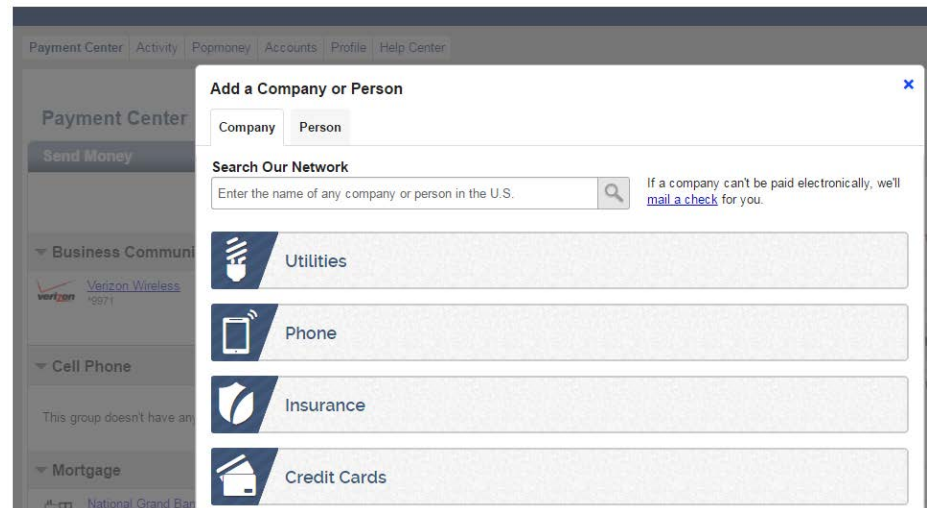 Payment Center Activity Popmoney Accounts Profile Help Center
Add a Company or Person
Payment Center
Company Person
Send Money
Search Our Network
Enter the name of any company or person in the U.S.
If a company can't be paid electronically, we'll
mail a check for you.
Business Communi
Utilities
verizon Verizon Wireless
*9971
Phone
Cell Phone
Insurance
This group doesn't have any
Mortgage
Credit Cards
National Grand Ban